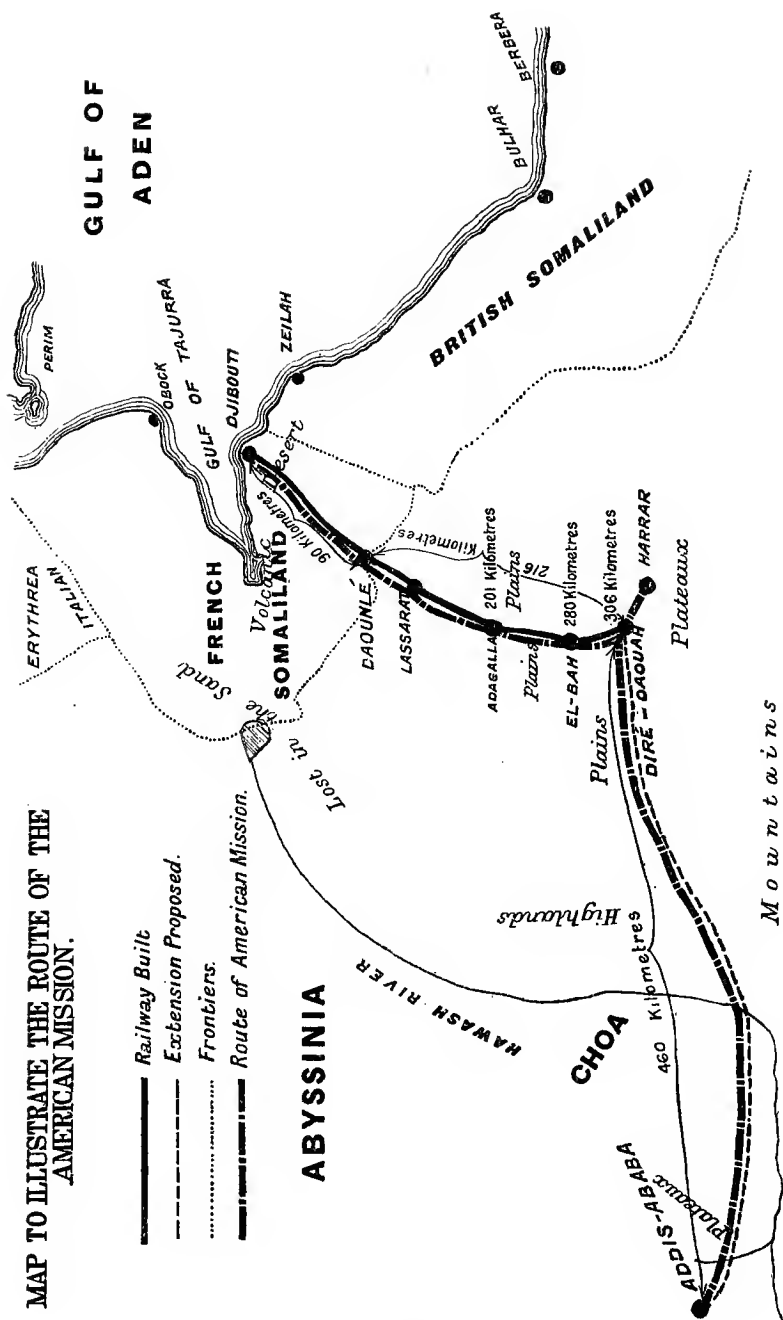 MAP TO ILLUSTRATE THE ROUTE OF THE
AMERICAN MISSION.
Railway Built
Extension Proposed.
Frontiers.
Route of American Mission.
GULF OF
ADEN
PERIM
OBOCK
GULF OF TAJURRA
DJIBOUTI
ZEILAH
BULHAR
BERBERA
BRITISH SOMALILAND
ERYTHREA
ITALIAN
FRENCH
SOMALILAND
Volcanic
Desert
90 Kilometres
Lost in the Sand
DAOUNLÉ
LASSARAT
216 Kilometres
ADAGALLA
201 Kilometres
Plains
Plains
EL-BAH
280 Kilometres
306 Kilometres
DIRÉ-DAOUAH
HARRAR
Plateaux
Plains
Mountains
ABYSSINIA
HAWASH RIVER
Highlands
CHOA
460 Kilometres
ADDIS-ABABA
Plateaux